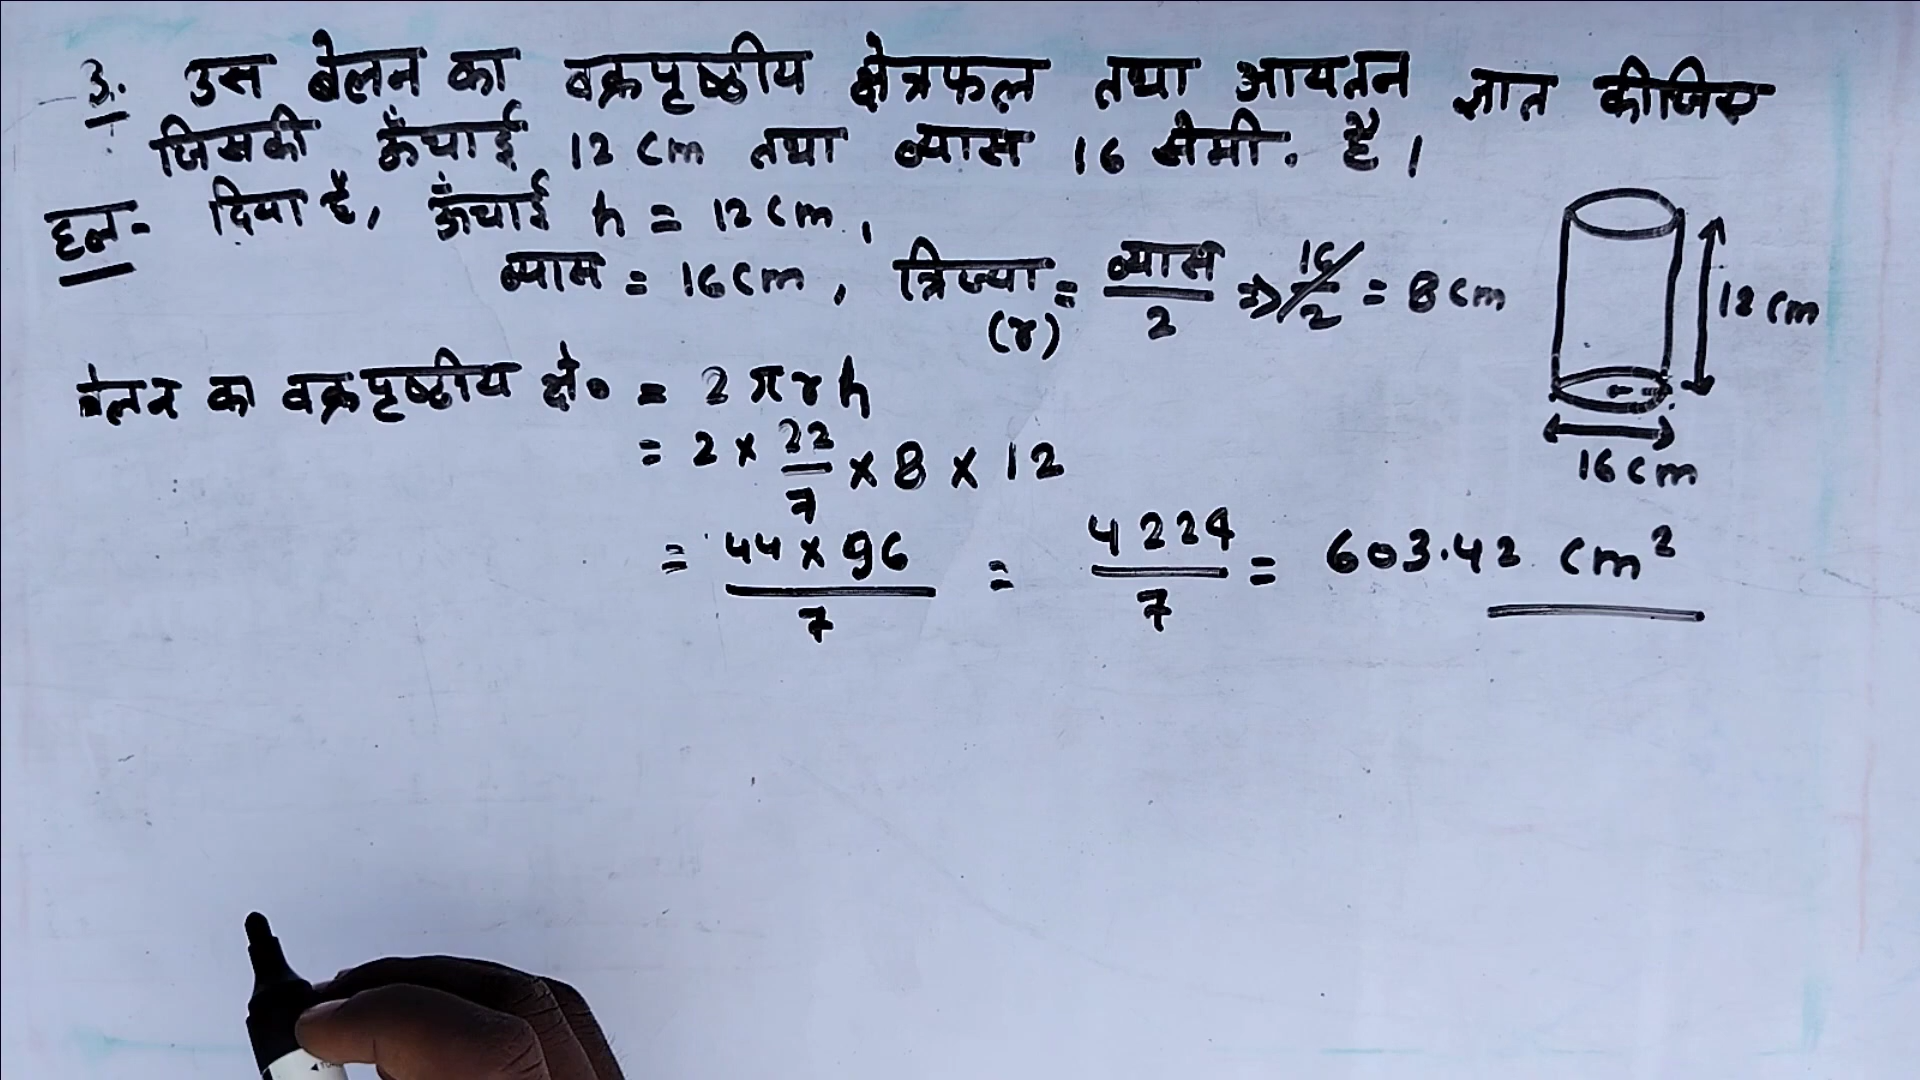 3. उस बेलन का वक्रपृष्ठीय क्षेत्रफल तथा आयतन ज्ञात कीजिए
जिसकी ऊँचाई 12 cm तथा व्यास 16 सेमी. है।
हल- दिया है, ऊँचाई h = 12 cm,
व्यास = 16 cm, त्रिज्या (r) = व्यास/2 ⇒ 16/2 = 8 cm
12 cm
16 cm
बेलन का वक्रपृष्ठीय क्षे० = 2πrh
= 2 × 22/7 × 8 × 12
= 44 × 96/7 = 4224/7 = 603.42 cm²